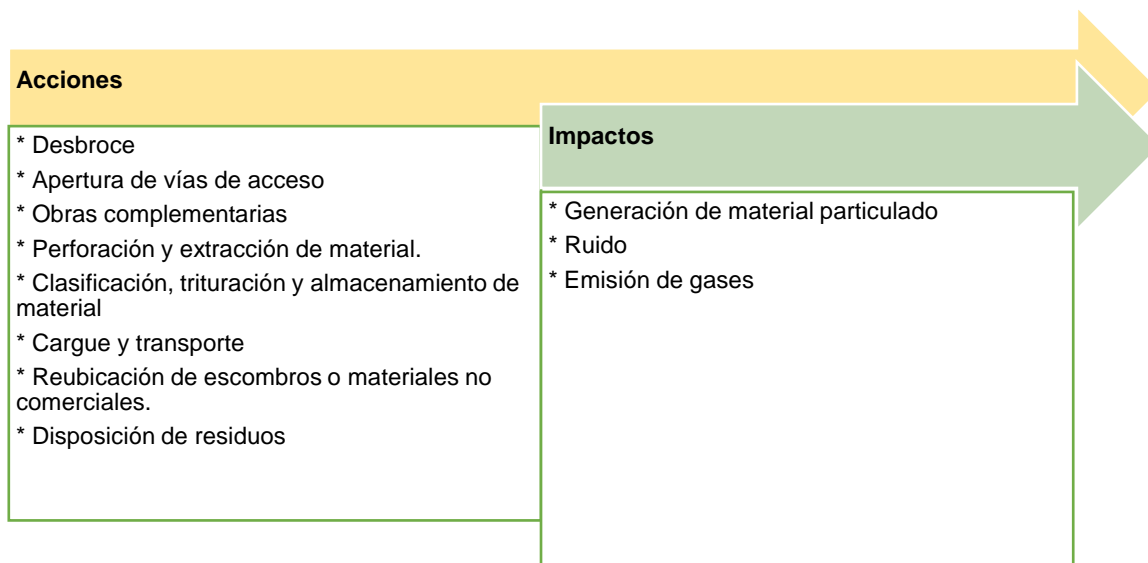 Acciones
* Desbroce
* Apertura de vías de acceso
* Obras complementarias
* Perforación y extracción de material.
* Clasificación, trituración y almacenamiento de
material
* Cargue y transporte
* Reubicación de escombros o materiales no
comerciales.
* Disposición de residuos
Impactos
* Generación de material particulado
* Ruido
* Emisión de gases